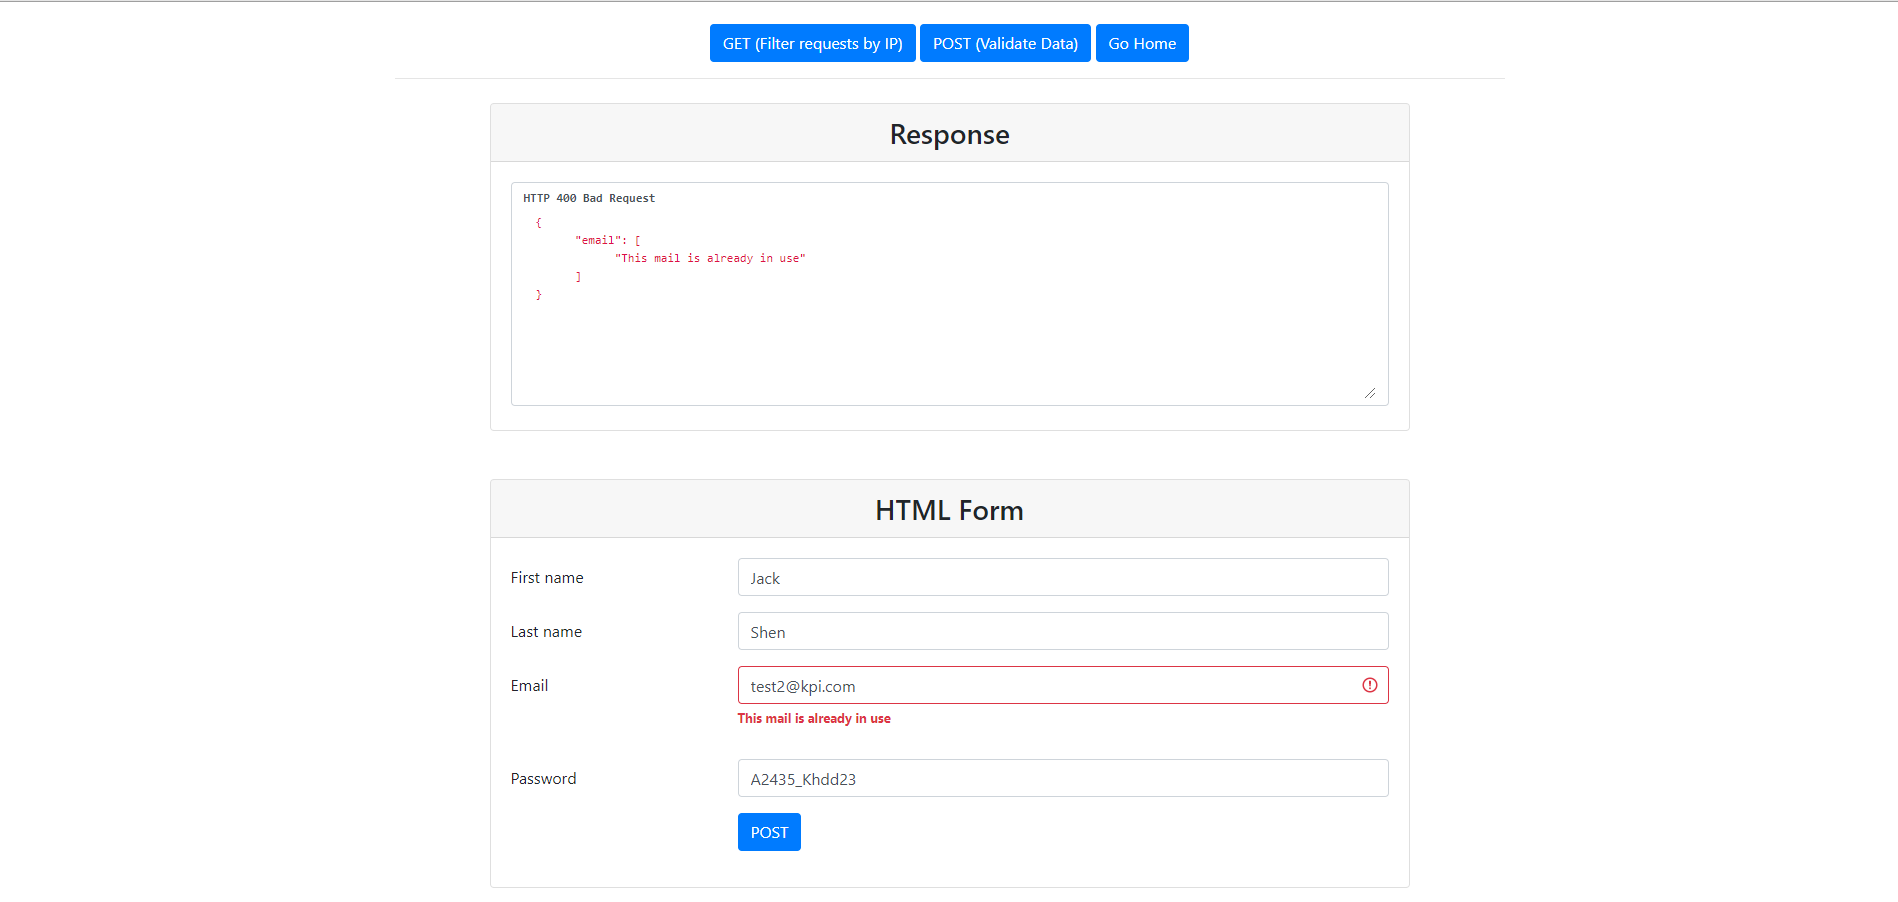 GET (Filter requests by IP) POST (Validate Data) Go Home
Response
HTTP 400 Bad Request
{
"email": [
"This mail is already in use"
]
}
HTML Form
First name Jack
Last name Shen
Email test2@kpi.com
This mail is already in use
Password A2435_Khdd23
POST